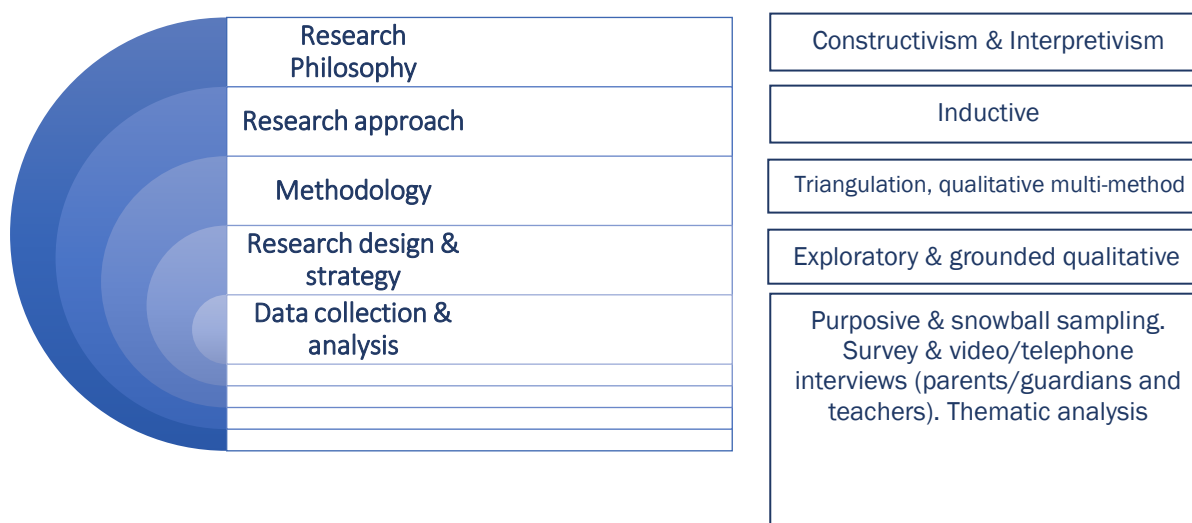 Research
Philosophy
Constructivism & Interpretivism
Research approach
Inductive
Methodology
Triangulation, qualitative multi-method
Research design &
strategy
Exploratory & grounded qualitative
Data collection &
analysis
Purposive & snowball sampling.
Survey & video/telephone
interviews (parents/guardians and
teachers). Thematic analysis